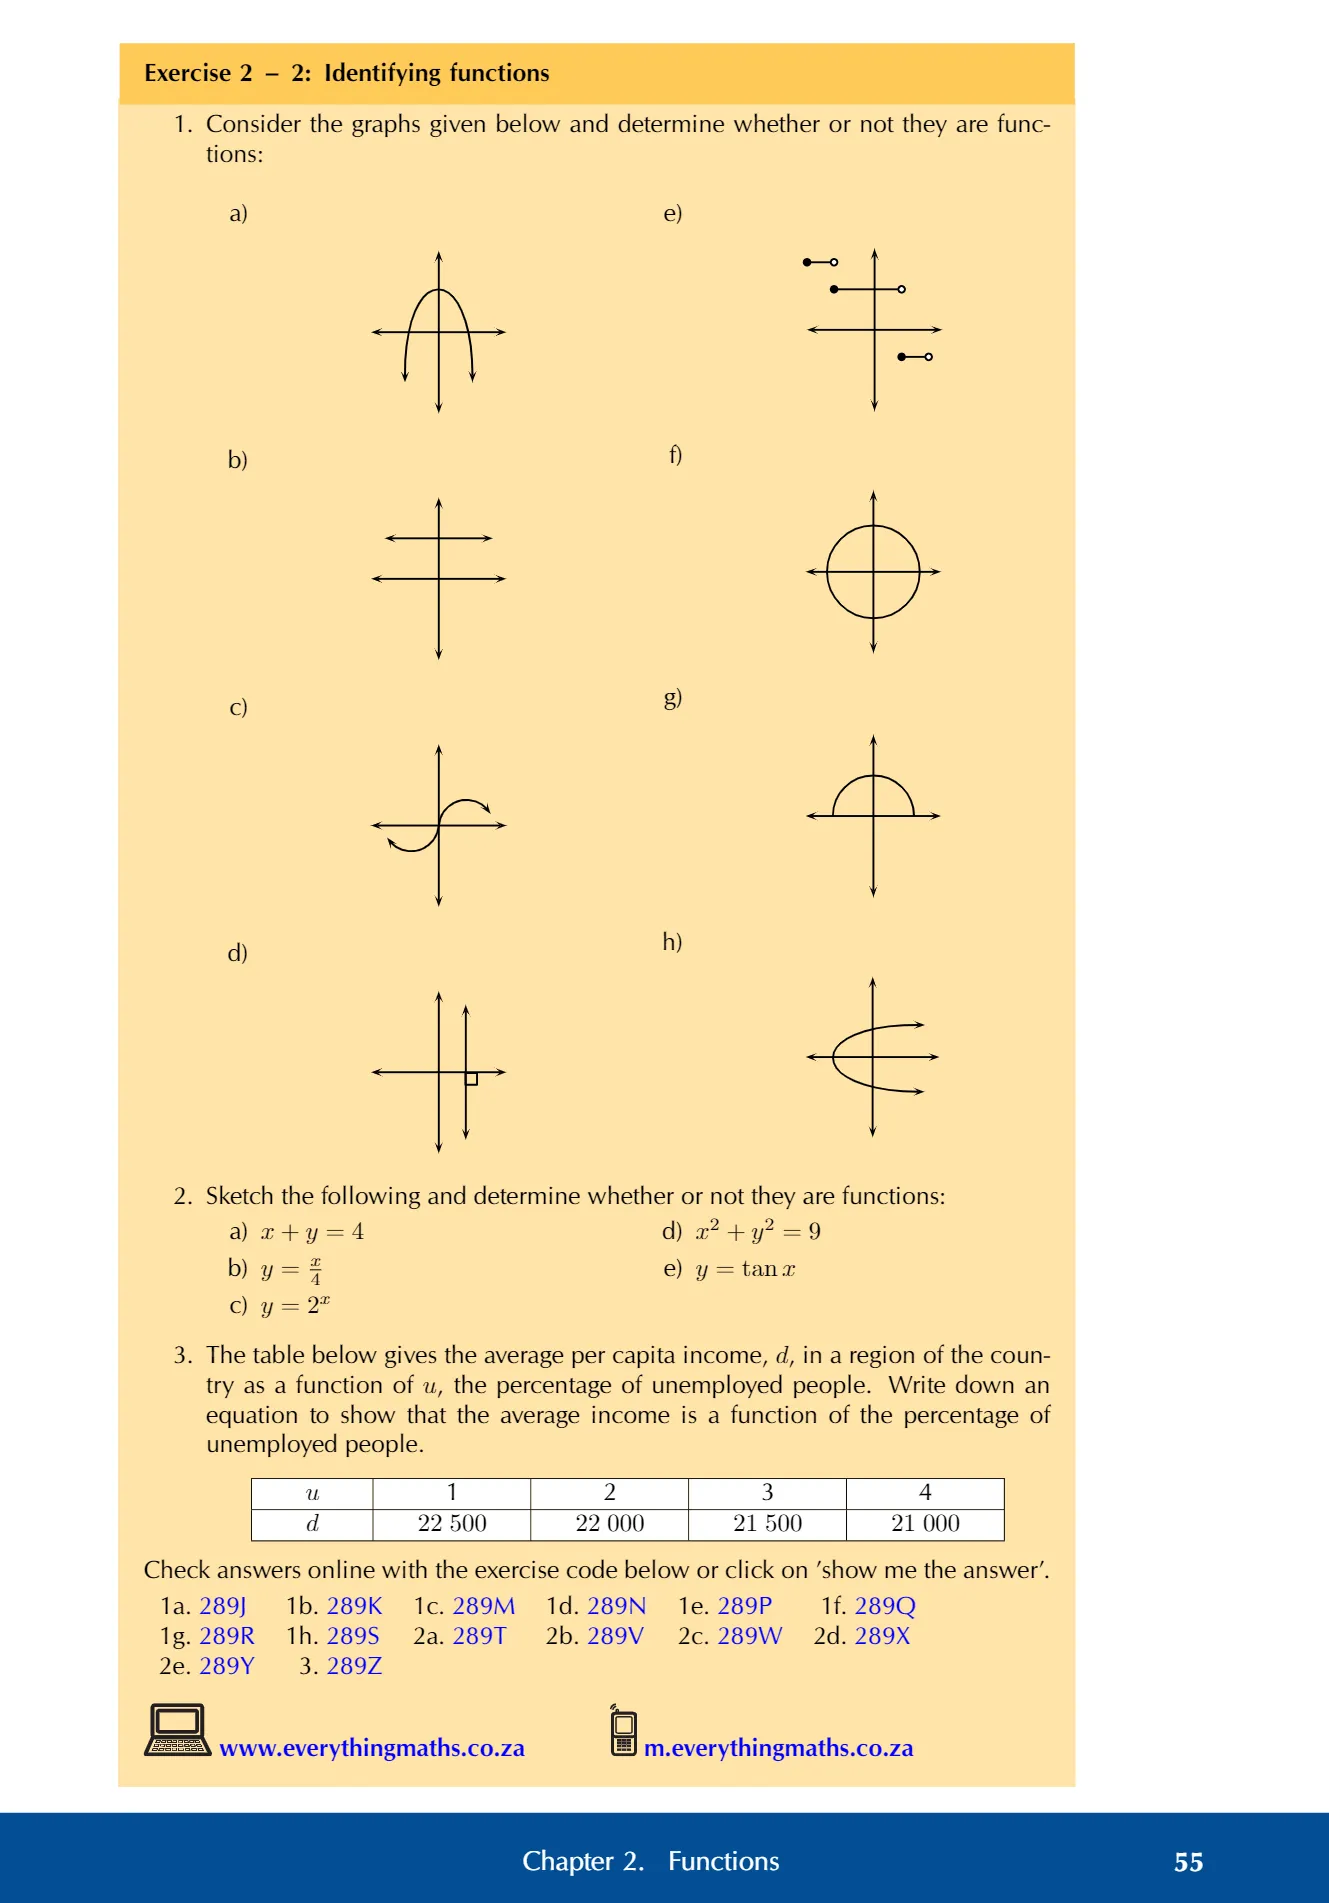 Exercise 2 – 2: Identifying functions
1. Consider the graphs given below and determine whether or not they are func-
tions:
a)
e)
b)
f)
c)
g)
d)
h)
2. Sketch the following and determine whether or not they are functions:
a) x + y = 4
d) x² + y² = 9
b) y = x/4
e) y = tan x
c) y = 2ˣ
3. The table below gives the average per capita income, d, in a region of the coun-
try as a function of u, the percentage of unemployed people. Write down an
equation to show that the average income is a function of the percentage of
unemployed people.
u 1 2 3 4
d 22 500 22 000 21 500 21 000
Check answers online with the exercise code below or click on ’show me the answer’.
1a. 289J 1b. 289K 1c. 289M 1d. 289N 1e. 289P 1f. 289Q
1g. 289R 1h. 289S 2a. 289T 2b. 289V 2c. 289W 2d. 289X
2e. 289Y 3. 289Z
www.everythingmaths.co.za m.everythingmaths.co.za
Chapter 2. Functions 55